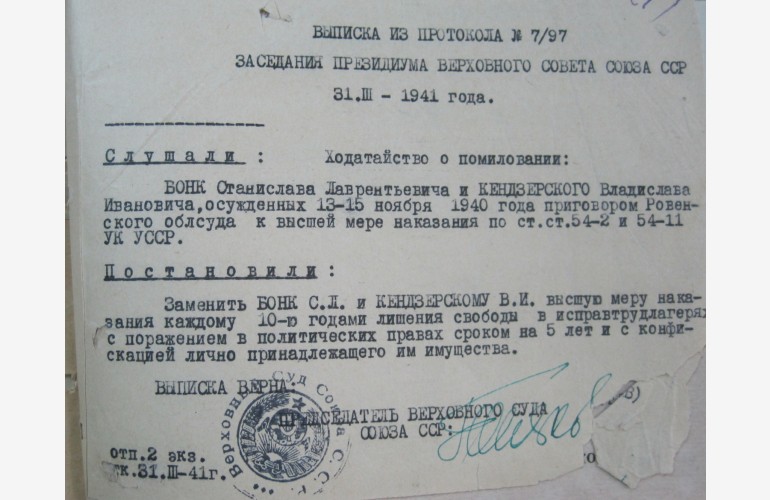 ВЫПИСКА ИЗ ПРОТОКОЛА № 7/97
ЗАСЕДАНИЯ ПРЕЗИДИУМА ВЕРХОВНОГО СОВЕТА СОЮЗА ССР
31.III – 1941 года.
Слушали : Ходатайство о помиловании:
БОНК Станислава Лаврентьевича и КЕНДЗЕРСКОГО Владислава
Ивановича, осужденных 13-15 ноября 1940 года приговором Ровен-
ского облсуда к высшей мере наказания по ст.ст.54-2 и 54-11
УК УССР.
Постановили :
Заменить БОНК С.Л. и КЕНДЗЕРСКОМУ В.И. высшую меру нака-
зания каждому 10-ю годами лишения свободы в исправтрудлагерях
с поражением в политических правах сроком на 5 лет и с конфи-
скацией лично принадлежащего им имущества.
ВЫПИСКА ВЕРНА:
Верховный Суд Союза С.С.Р.
ПРЕДСЕДАТЕЛЬ ВЕРХОВНОГО СУДА
СОЮЗА ССР:
В)
отп.2 экз.
тк.31.III-41г.